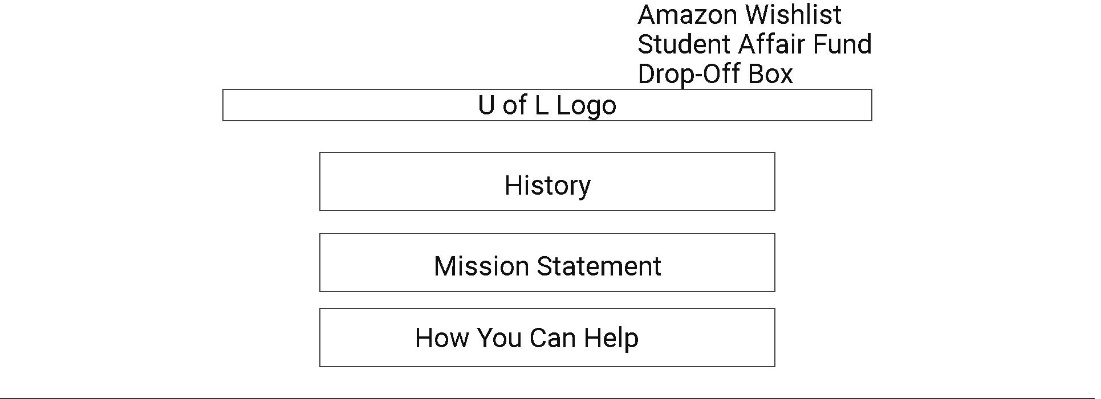 Amazon Wishlist
Student Affair Fund
Drop-Off Box
U of L Logo
History
Mission Statement
How You Can Help